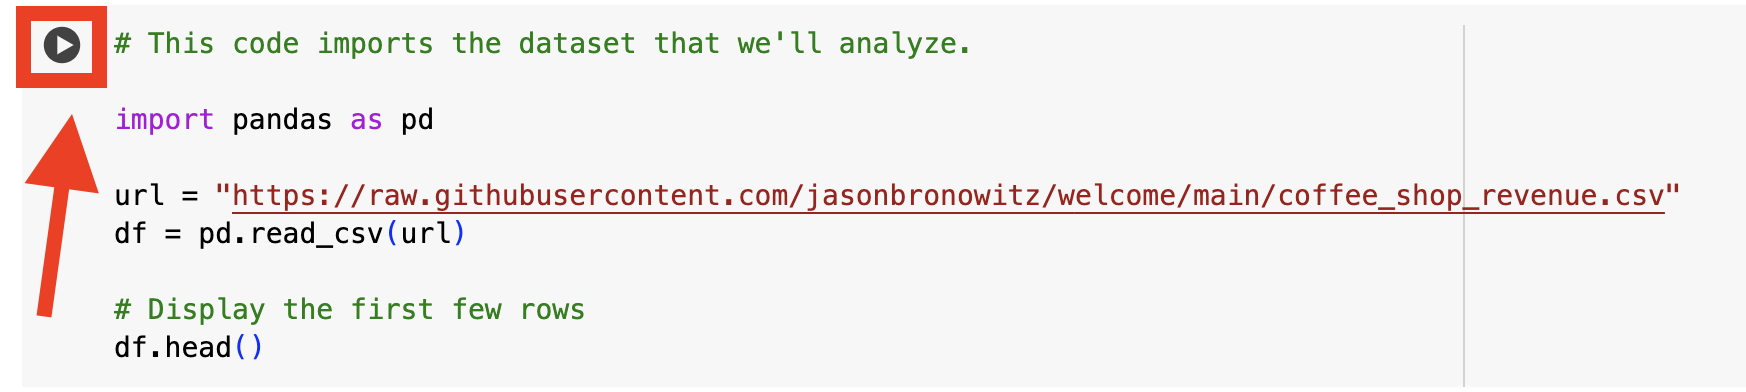 # This code imports the dataset that we'll analyze.
import pandas as pd
url = "https://raw.githubusercontent.com/jasonbronowitz/welcome/main/coffee_shop_revenue.csv"
df = pd.read_csv(url)
# Display the first few rows
df.head()